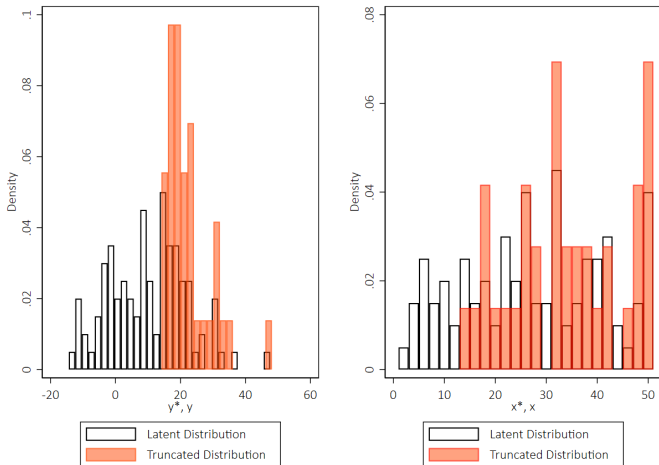 Density
.1
.08
.06
.04
.02
0
-20
0
20
40
60
y*, y
Latent Distribution
Truncated Distribution
Density
.08
.06
.04
.02
0
0
10
20
30
40
50
x*, x
Latent Distribution
Truncated Distribution